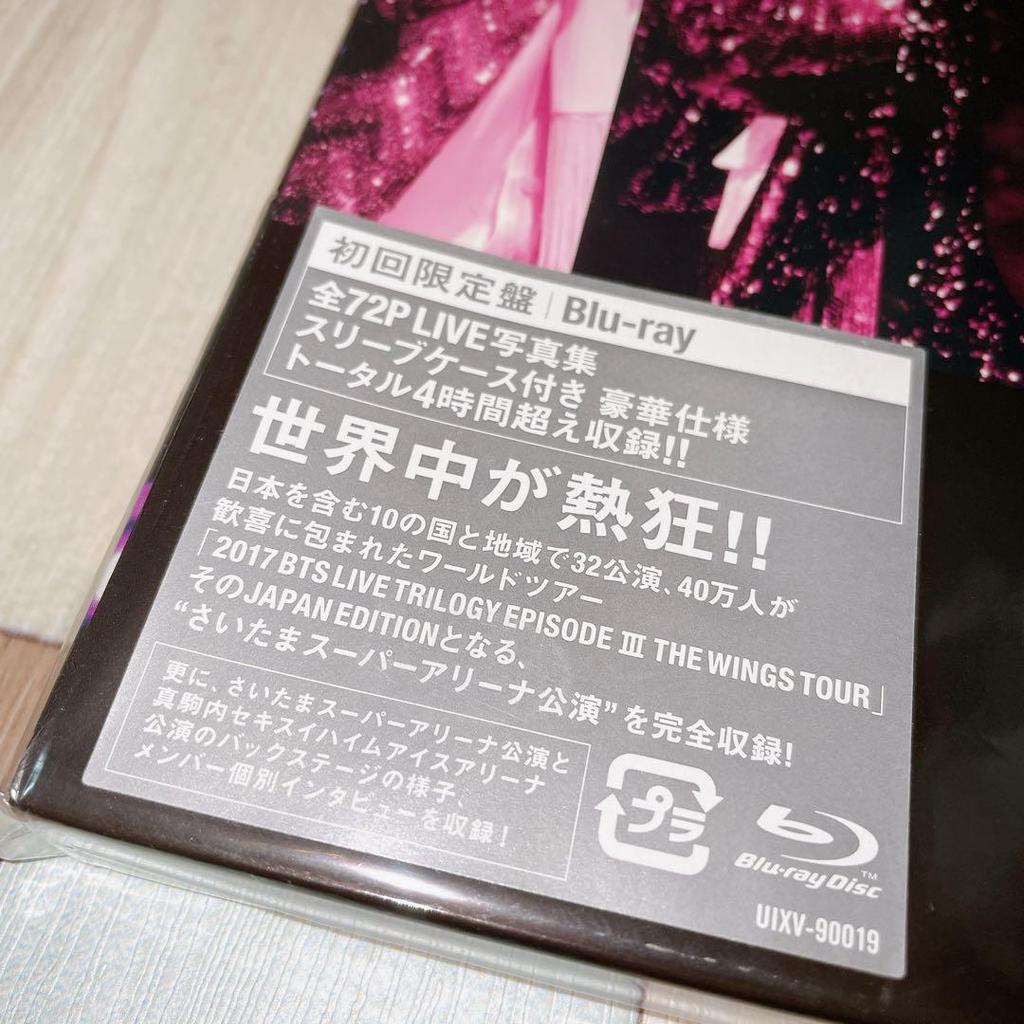 初回限定盤 | Blu-ray
全72P LIVE写真集
スリーブケース付き 豪華仕様
トータル4時間超え収録!!
世界中が熱狂!!
日本を含む10の国と地域で32公演、40万人が
歓喜に包まれたワールドツアー
「2017 BTS LIVE TRILOGY EPISODE Ⅲ THE WINGS TOUR」
そのJAPAN EDITIONとなる、
“さいたまスーパーアリーナ公演”を完全収録!
更に、さいたまスーパーアリーナ公演と
真駒内セキスイハイムアイスアリーナ
公演のバックステージの様子、
メンバー個別インタビューを収録!
プラ
Blu-ray Disc™
UIXV-90019